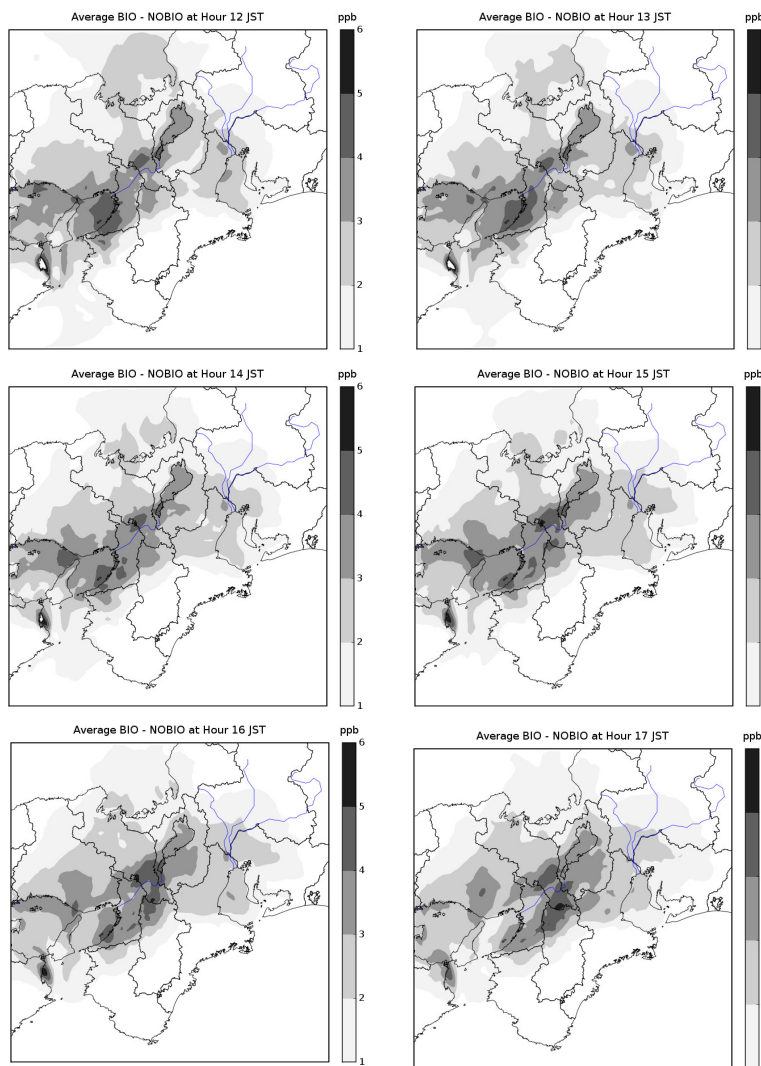 Average BIO - NOBIO at Hour 12 JST
ppb
6
5
4
3
2
1
Average BIO - NOBIO at Hour 13 JST
ppb
Average BIO - NOBIO at Hour 14 JST
ppb
6
5
4
3
2
1
Average BIO - NOBIO at Hour 15 JST
ppb
Average BIO - NOBIO at Hour 16 JST
ppb
6
5
4
3
2
1
Average BIO - NOBIO at Hour 17 JST
ppb